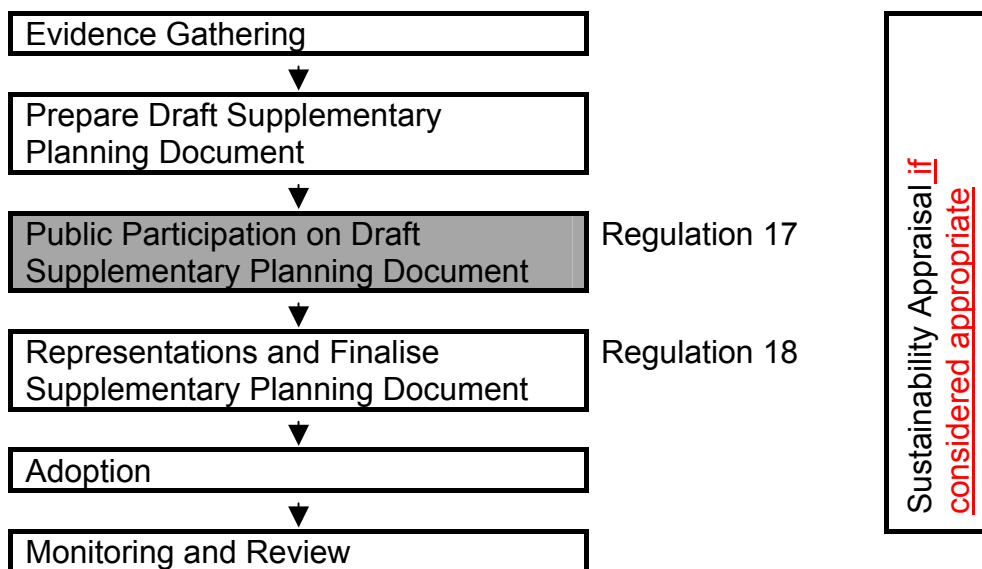 Evidence Gathering
Prepare Draft Supplementary
Planning Document
Public Participation on Draft
Supplementary Planning Document
Regulation 17
Representations and Finalise
Supplementary Planning Document
Regulation 18
Adoption
Monitoring and Review
Sustainability Appraisal if
considered appropriate